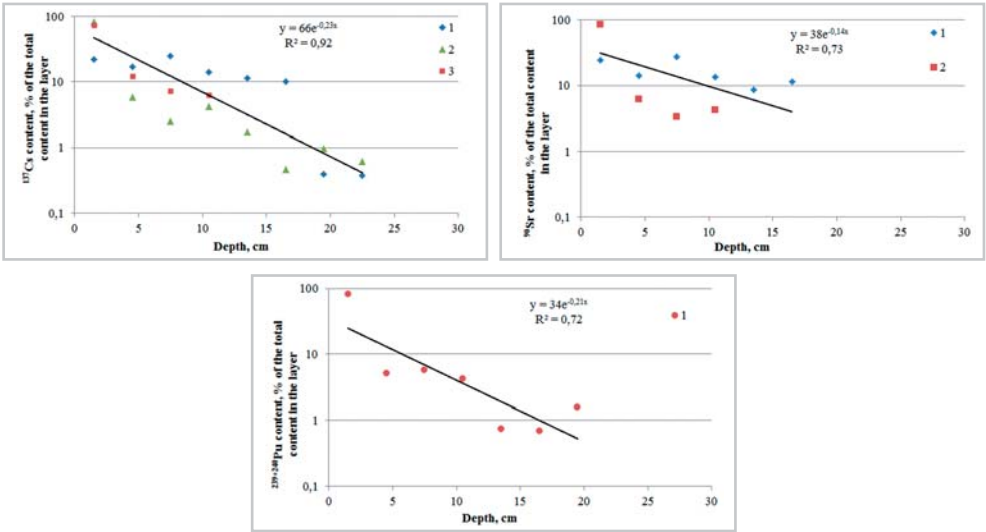 ¹³⁷Cs content, % of the total
content in the layer
100
10
1
0,1
y = 66e⁻⁰,²³ˣ
R² = 0,92
1
2
3
0 5 10 15 20 25 30
Depth, cm
⁹⁰Sr content, % of the total content
in the layer
100
10
1
0,1
y = 38e⁻⁰,¹⁴ˣ
R² = 0,73
1
2
0 5 10 15 20 25 30
Depth, cm
²³⁹⁺²⁴⁰Pu content, % of the total
content in the layer
100
10
1
0,1
y = 34e⁻⁰,²¹ˣ
R² = 0,72
1
0 5 10 15 20 25 30
Depth, cm